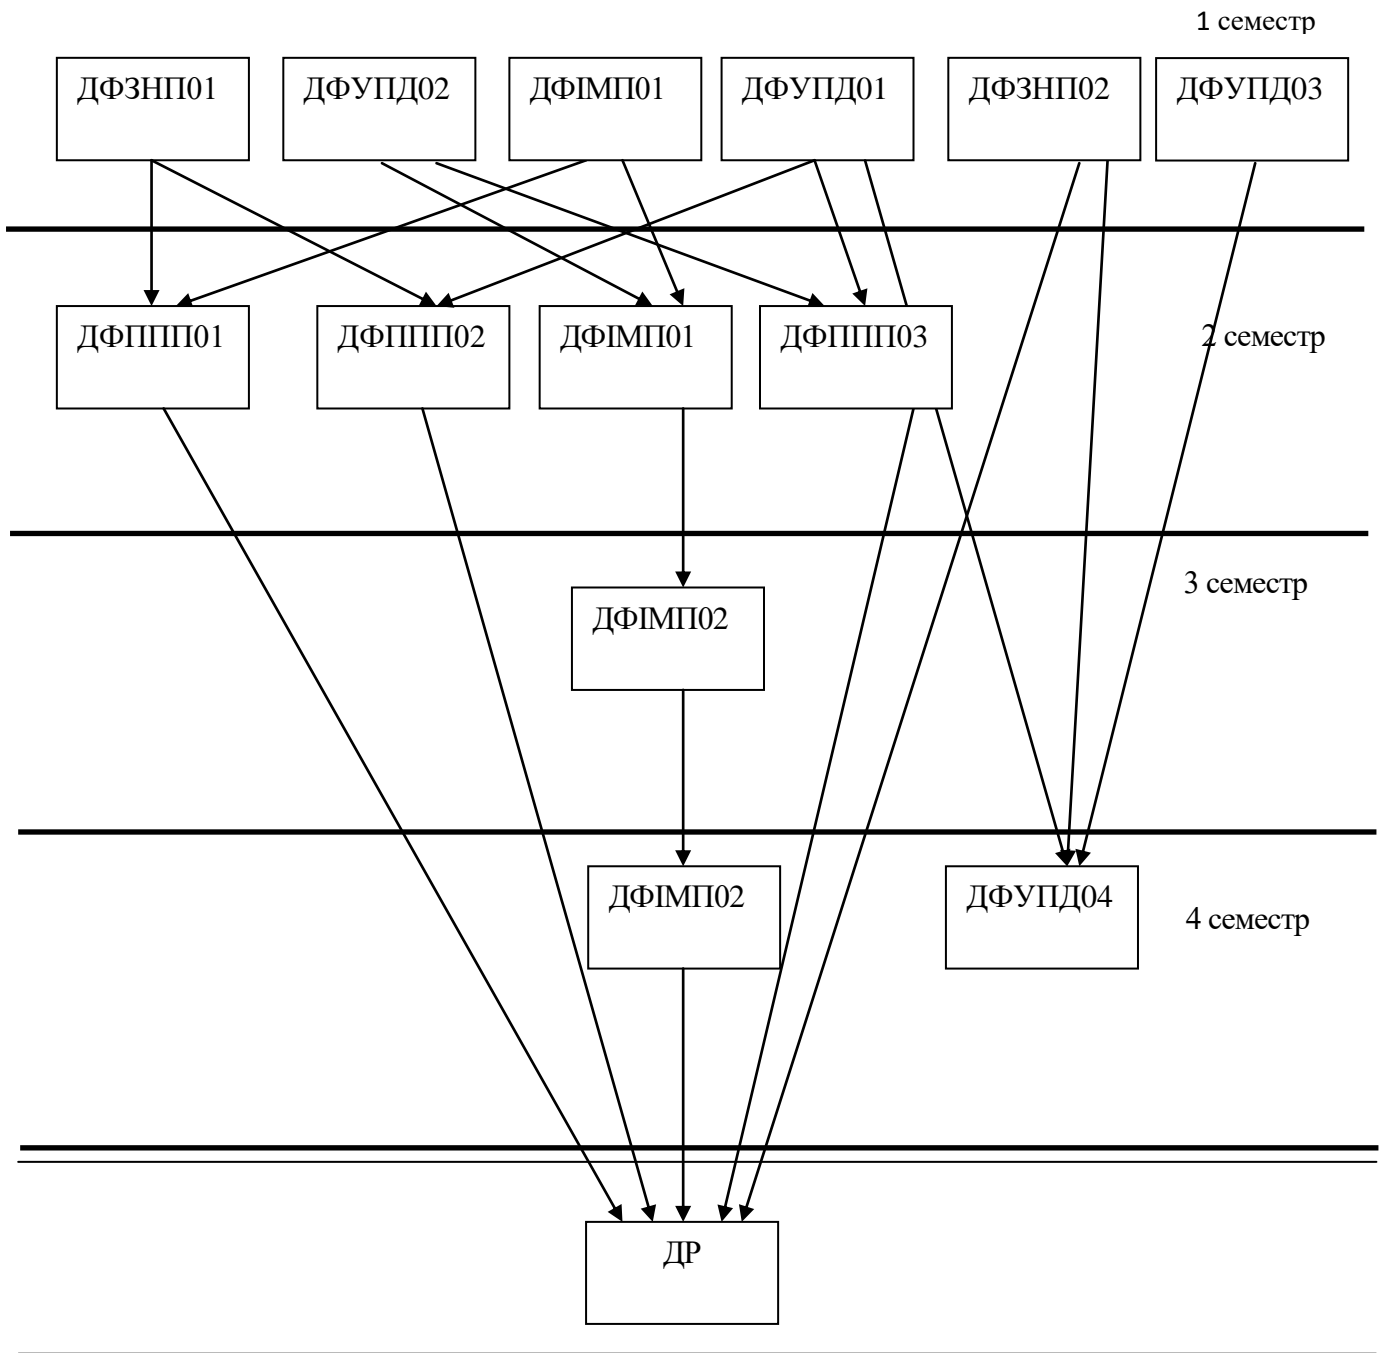 1 семестр
ДФЗНП01 ДФУПД02 ДФІМП01 ДФУПД01 ДФЗНП02 ДФУПД03
ДФППП01 ДФППП02 ДФІМП01 ДФППП03 2 семестр
3 семестр
ДФІМП02
ДФІМП02 ДФУПД04 4 семестр
ДР